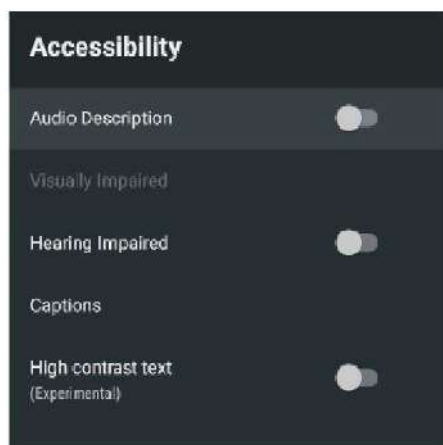 Accessibility
Audio Description
Visually Impaired
Hearing Impaired
Captions
High contrast text
(Experimental)